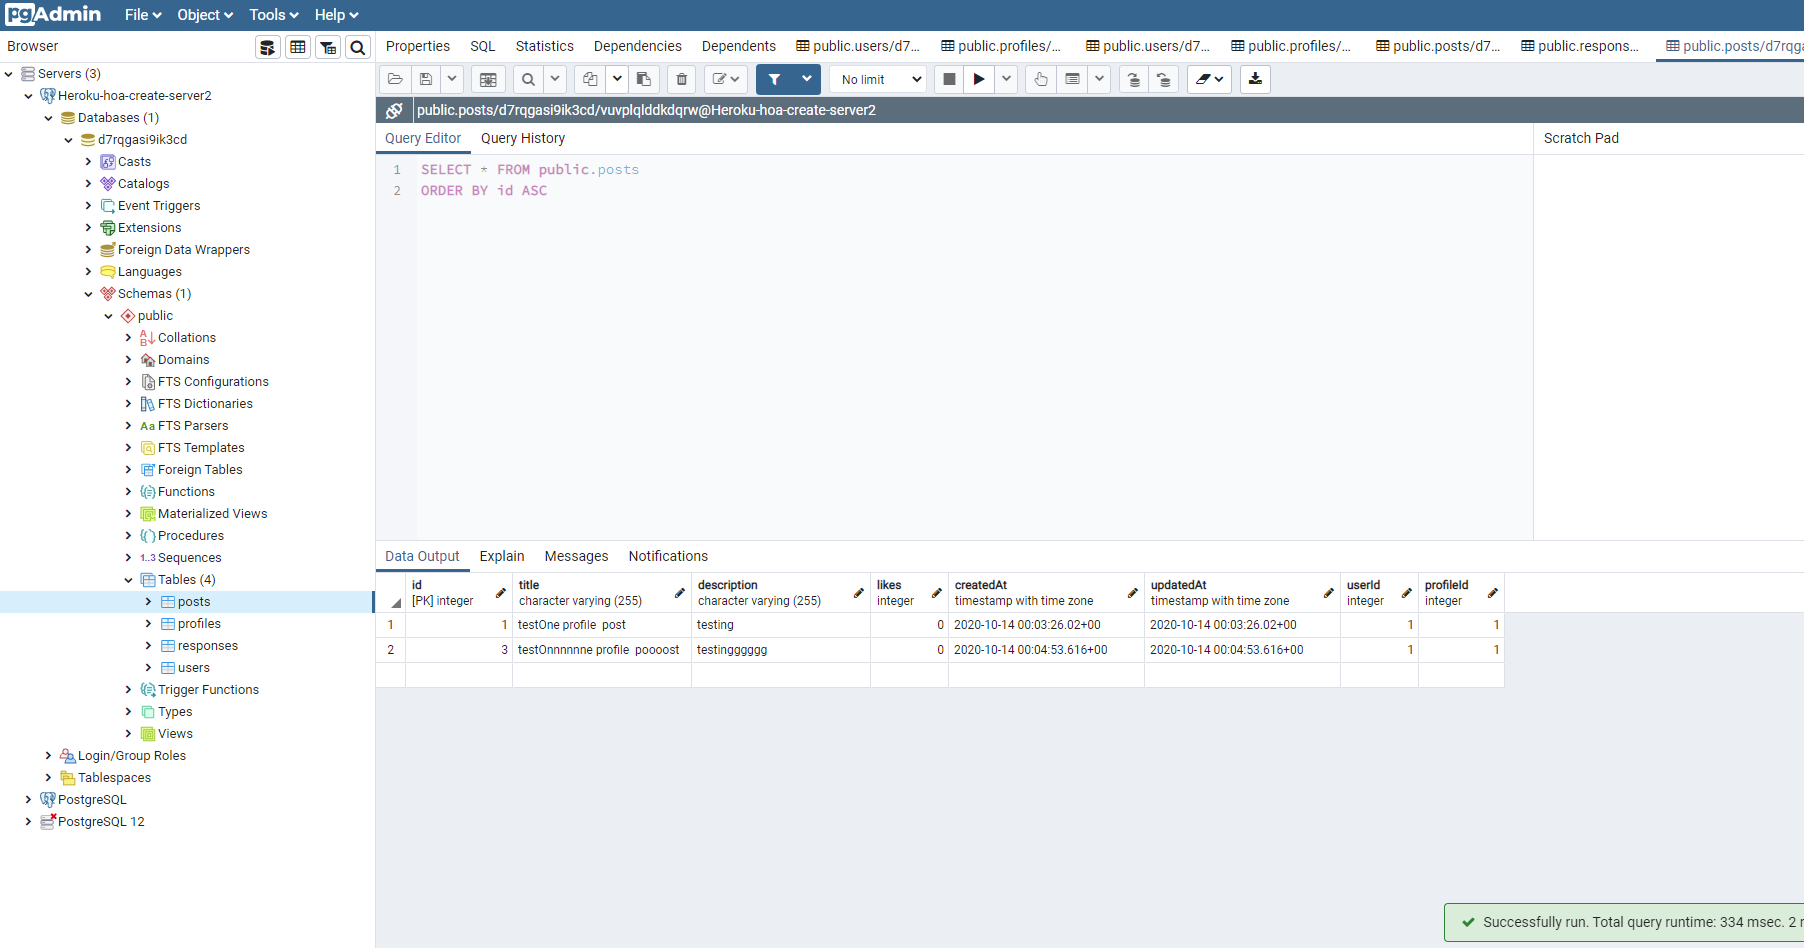 pgAdmin File Object Tools Help
Browser
Properties SQL Statistics Dependencies Dependents public.users/d7... public.profiles/... public.users/d7... public.profiles/... public.posts/d7... public.respons... public.posts/d7rqg
No limit
public.posts/d7rqgasi9ik3cd/vuvplqlddkdqrw@Heroku-hoa-create-server2
Query Editor Query History
Scratch Pad
1 SELECT * FROM public.posts
2 ORDER BY id ASC
Servers (3)
Heroku-hoa-create-server2
Databases (1)
d7rqgasi9ik3cd
Casts
Catalogs
Event Triggers
Extensions
Foreign Data Wrappers
Languages
Schemas (1)
public
Collations
Domains
FTS Configurations
FTS Dictionaries
Aa FTS Parsers
FTS Templates
Foreign Tables
Functions
Materialized Views
Procedures
1..3 Sequences
Tables (4)
posts
profiles
responses
users
Trigger Functions
Types
Views
Login/Group Roles
Tablespaces
PostgreSQL
PostgreSQL 12
Data Output Explain Messages Notifications
id title description likes createdAt updatedAt userId profileId
[PK] integer character varying (255) character varying (255) integer timestamp with time zone timestamp with time zone integer integer
1 1 testOne profile post testing 0 2020-10-14 00:03:26.02+00 2020-10-14 00:03:26.02+00 1 1
2 3 testOnnnnnne profile poooost testingggggg 0 2020-10-14 00:04:53.616+00 2020-10-14 00:04:53.616+00 1 1
Successfully run. Total query runtime: 334 msec. 2